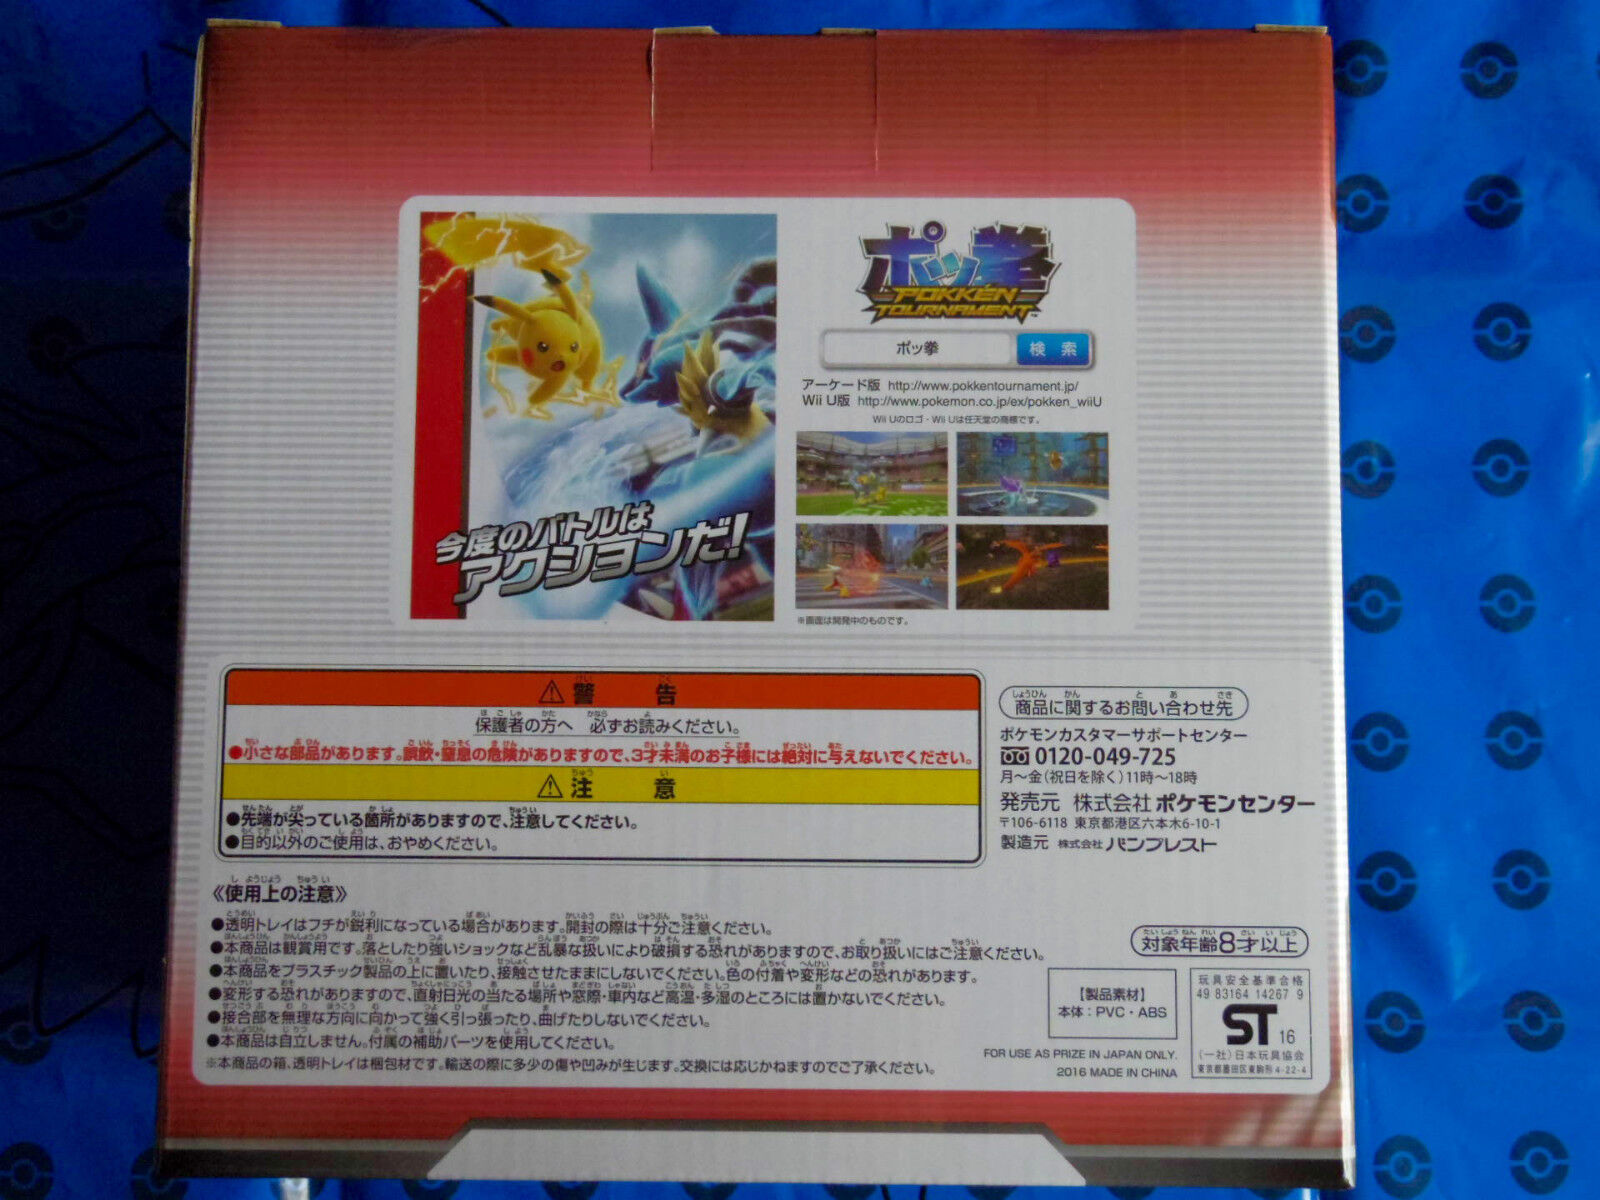 ポッ拳
POKKÉN
TOURNAMENT™
ポッ拳 検索
アーケード版 http://www.pokkentournament.jp/
Wii U版 http://www.pokemon.co.jp/ex/pokken_wiiU
Wii Uのロゴ・Wii Uは任天堂の商標です。
今度のバトルは
アクションだ!
※画面は開発中のものです。
⚠警告
保護者の方へ 必ずお読みください。
●小さな部品があります。誤飲・窒息の危険がありますので、3才未満のお子様には絶対に与えないでください。
⚠注意
●先端が尖っている箇所がありますので、注意してください。
●目的以外のご使用は、おやめください。
商品に関するお問い合わせ先
ポケモンカスタマーサポートセンター
0120-049-725
月〜金(祝日を除く)11時〜18時
発売元 株式会社 ポケモンセンター
〒106-6118 東京都港区六本木6-10-1
製造元 株式会社 バンプレスト
《使用上の注意》
●透明トレイはフチが鋭利になっている場合があります。開封の際は十分ご注意ください。
●本商品は観賞用です。落としたり強いショックなど乱暴な扱いにより破損する恐れがありますので、お取り扱いにはご注意ください。
●本商品をプラスチック製品の上に置いたり、接触させたままにしないでください。色の付着や変形などの恐れがあります。
●変形する恐れがありますので、直射日光の当たる場所や窓際・車内など高温・多湿のところには置かないでください。
●接合部を無理な方向に向かって強く引っ張ったり、曲げたりしないでください。
●本商品は自立しません。付属の補助パーツを使用してください。
※本商品の箱、透明トレイは梱包材です。輸送の際に多少の傷や凹みが生じます。交換には応じかねますのでご了承ください。
対象年齢8才以上
【製品素材】
本体:PVC・ABS
FOR USE AS PRIZE IN JAPAN ONLY.
2016 MADE IN CHINA
玩具安全基準合格
49 83164 14267 9
ST 16
(一社)日本玩具協会
東京都墨田区東駒形4-22-4